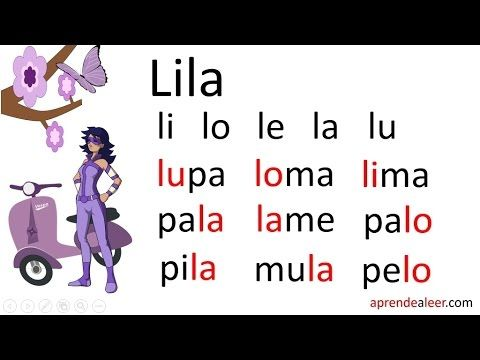 Lila
li lo le la lu
lupa loma lima
pala lame palo
pila mula pelo
aprendealeer.com